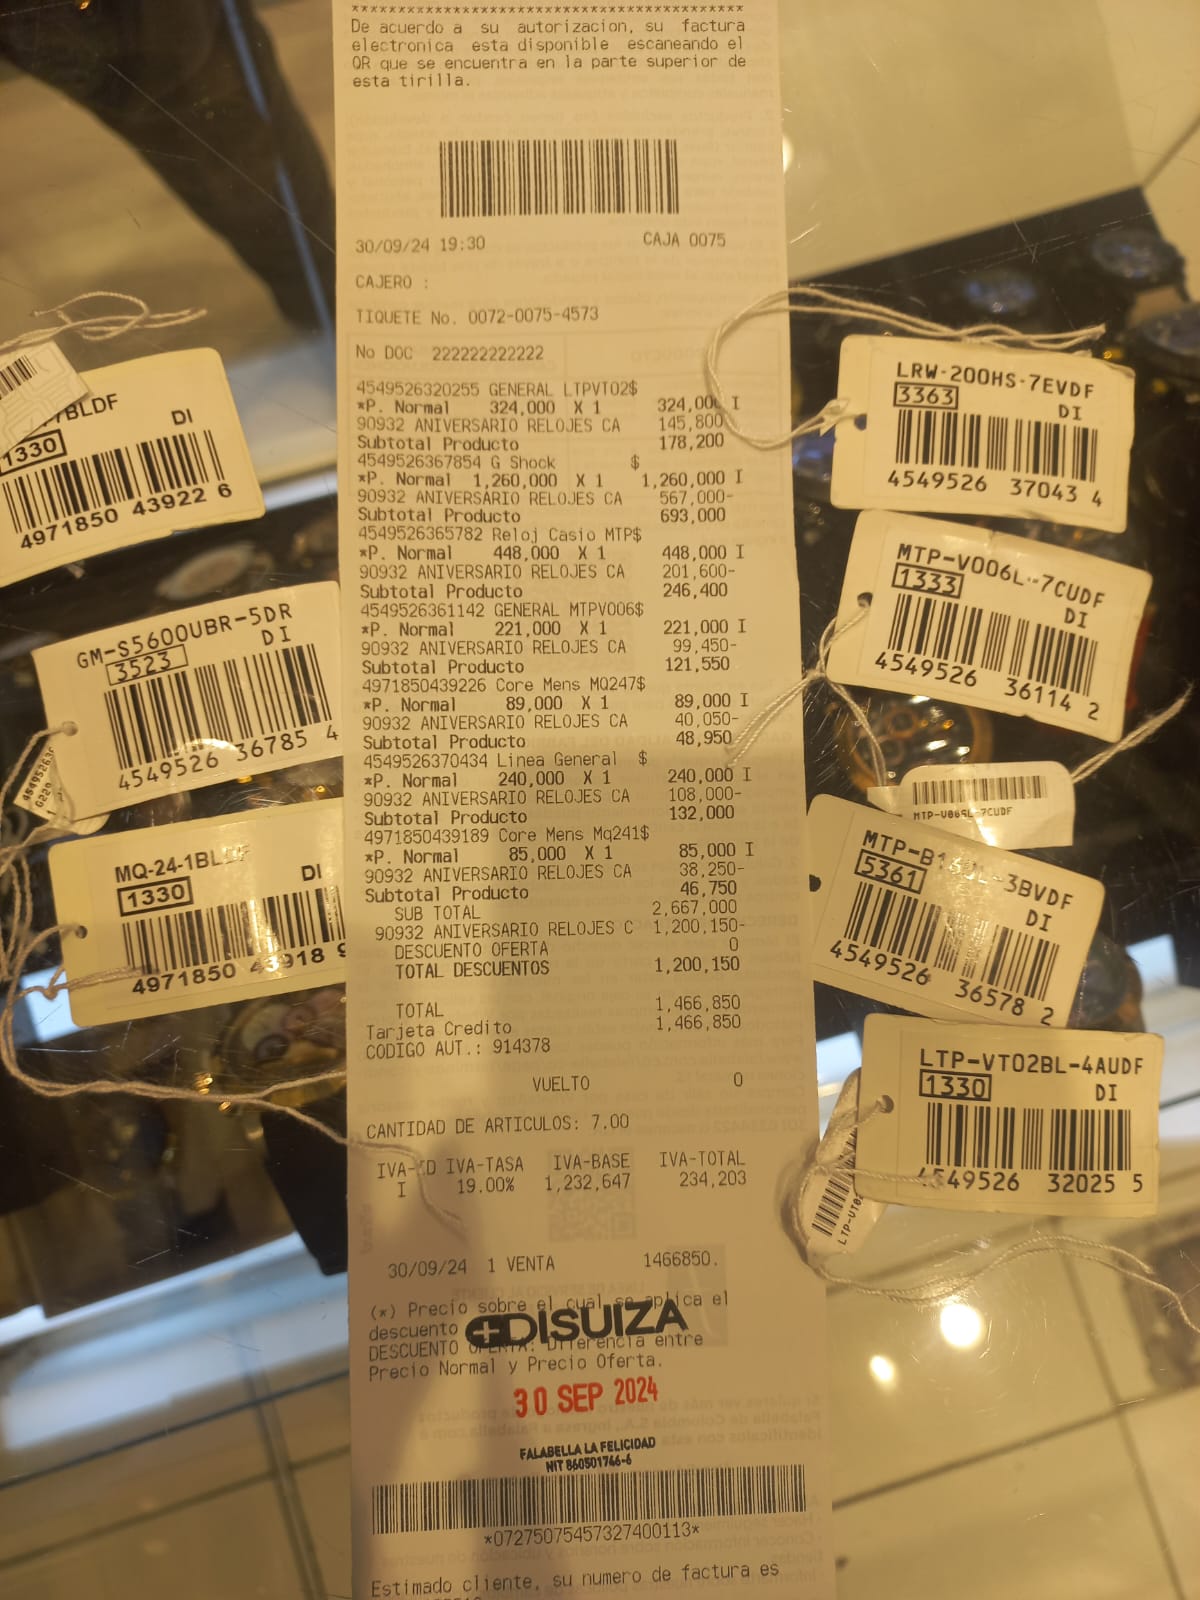 De acuerdo a su autorizacion, su factura
electronica esta disponible escaneando el
QR que se encuentra en la parte superior de
esta tirilla.
30/09/24 19:30 CAJA 0075
CAJERO :
TIQUETE No. 0072-0075-4573
No DOC 222222222222
4549526320255 GENERAL LTPVT02$
*P. Normal 324,000 X 1 324,000 I
90932 ANIVERSARIO RELOJES CA 145,800
Subtotal Producto 178,200
4549526367854 G Shock $
*P. Normal 1,260,000 X 1 1,260,000 I
90932 ANIVERSARIO RELOJES CA 567,000-
Subtotal Producto 693,000
4549526365782 Reloj Casio MTP$
*P. Normal 448,000 X 1 448,000 I
90932 ANIVERSARIO RELOJES CA 201,600-
Subtotal Producto 246,400
4549526361142 GENERAL MTPV006$
*P. Normal 221,000 X 1 221,000 I
90932 ANIVERSARIO RELOJES CA 99,450-
Subtotal Producto 121,550
4971850439226 Core Mens MQ247$
*P. Normal 89,000 X 1 89,000 I
90932 ANIVERSARIO RELOJES CA 40,050-
Subtotal Producto 48,950
4549526370434 Linea General $
*P. Normal 240,000 X 1 240,000 I
90932 ANIVERSARIO RELOJES CA 108,000-
Subtotal Producto 132,000
4971850439189 Core Mens Mq241$
*P. Normal 85,000 X 1 85,000 I
90932 ANIVERSARIO RELOJES CA 38,250-
Subtotal Producto 46,750
SUB TOTAL 2,667,000
90932 ANIVERSARIO RELOJES C 1,200,150-
DESCUENTO OFERTA 0
TOTAL DESCUENTOS 1,200,150
TOTAL 1,466,850
Tarjeta Credito 1,466,850
CODIGO AUT.: 914378
VUELTO 0
CANTIDAD DE ARTICULOS: 7.00
IVA-CD IVA-TASA IVA-BASE IVA-TOTAL
I 19.00% 1,232,647 234,203
30/09/24 1 VENTA 1466850.
(*) Precio sobre el cual se aplica el
descuento
DISUIZA
DESCUENTO OFERTA: Diferencia entre
Precio Normal y Precio Oferta.
30 SEP 2024
FALABELLA LA FELICIDAD
NIT 860501746-6
*07275075457327400113*
Estimado cliente, su numero de factura es
7BLDF
1330 DI
4971850 43922 6
GM-S5600UBR-5DR
3523 DI
4549526 36785 4
MQ-24-1BL
1330 DI
4971850 43918 9
LRW-200HS-7EVDF
3363 DI
4549526 37043 4
MTP-V006L-7CUDF
1333 DI
4549526 36114 2
MTP-V006L-7CUDF
5361 DI
4549526 36578 2
LTP-VT02BL-4AUDF
1330 DI
4549526 32025 5